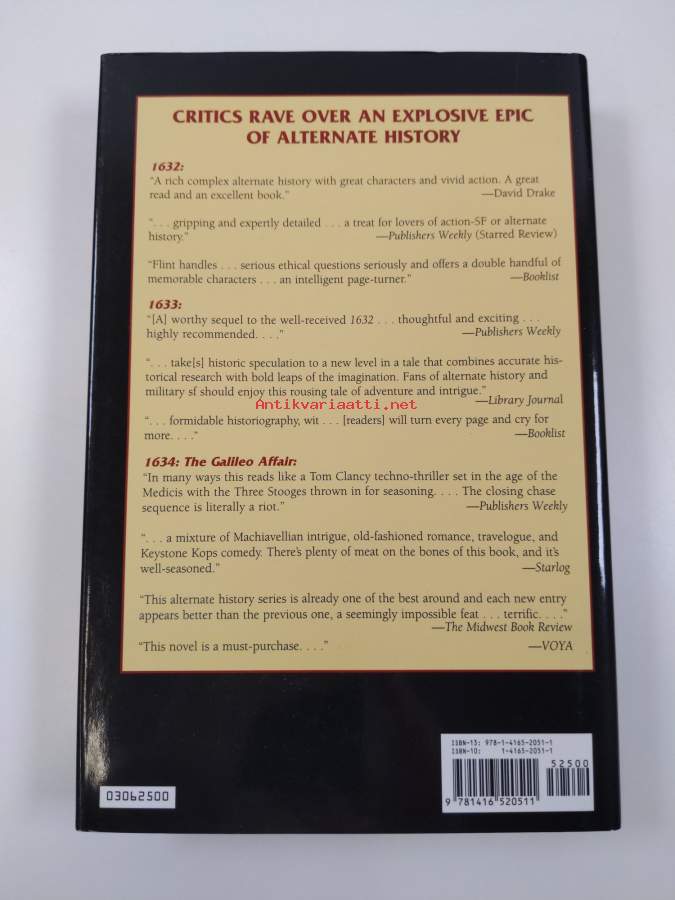 CRITICS RAVE OVER AN EXPLOSIVE EPIC
OF ALTERNATE HISTORY
1632:
"A rich complex alternate history with great characters and vivid action. A great
read and an excellent book." —David Drake
". . . gripping and expertly detailed . . . a treat for lovers of action-SF or alternate
history." —Publishers Weekly (Starred Review)
"Flint handles . . . serious ethical questions seriously and offers a double handful of
memorable characters . . . an intelligent page-turner." —Booklist
1633:
"[A] worthy sequel to the well-received 1632 . . . thoughtful and exciting . . .
highly recommended. . . ." —Publishers Weekly
". . . take[s] historic speculation to a new level in a tale that combines accurate his-
torical research with bold leaps of the imagination. Fans of alternate history and
military sf should enjoy this rousing tale of adventure and intrigue."
—Library Journal
Antikvariaatti.net
". . . formidable historiography, wit . . . [readers] will turn every page and cry for
more. . . ." —Booklist
1634: The Galileo Affair:
"In many ways this reads like a Tom Clancy techno-thriller set in the age of the
Medicis with the Three Stooges thrown in for seasoning. . . . The closing chase
sequence is literally a riot." —Publishers Weekly
". . . a mixture of Machiavellian intrigue, old-fashioned romance, travelogue, and
Keystone Kops comedy. There's plenty of meat on the bones of this book, and it's
well-seasoned." —Starlog
"This alternate history series is already one of the best around and each new entry
appears better than the previous one, a seemingly impossible feat . . . terrific. . . ."
—The Midwest Book Review
"This novel is a must-purchase. . . ." —VOYA
ISBN-13: 978-1-4165-2051-1
ISBN-10: 1-4165-2051-1
52500
9 781416 520511
03062500